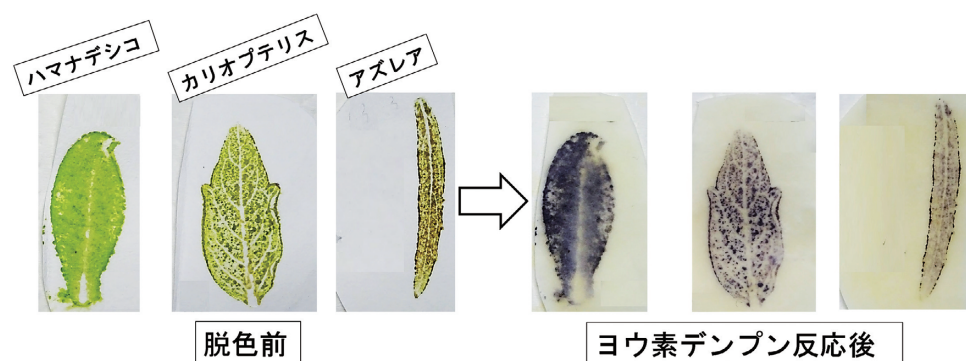 ハマナデシコ
カリオプテリス
アズレア
脱色前
ヨウ素デンプン反応後